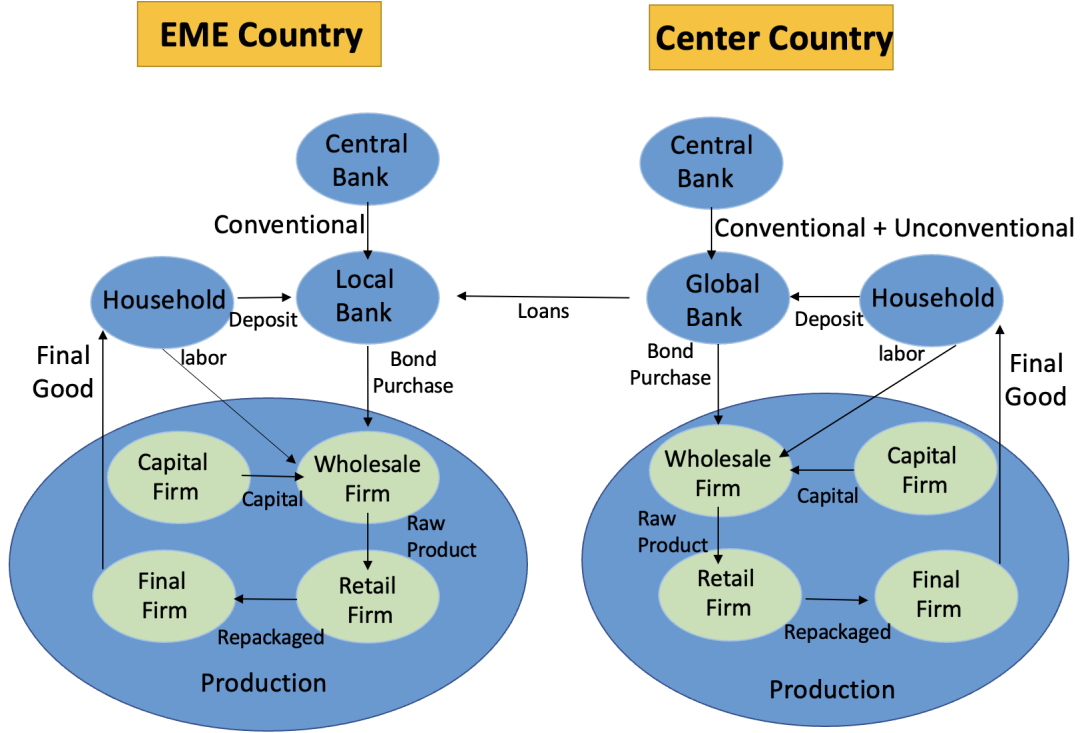 EME Country
Center Country
Central
Bank
Central
Bank
Conventional
Conventional + Unconventional
Household
Deposit
Local
Bank
Loans
Global
Bank
Deposit
Household
Final
Good
labor
Bond
Purchase
Bond
Purchase
labor
Final
Good
Capital
Firm
Capital
Wholesale
Firm
Wholesale
Firm
Capital
Capital
Firm
Raw
Product
Raw
Product
Final
Firm
Repackaged
Retail
Firm
Retail
Firm
Repackaged
Final
Firm
Production
Production